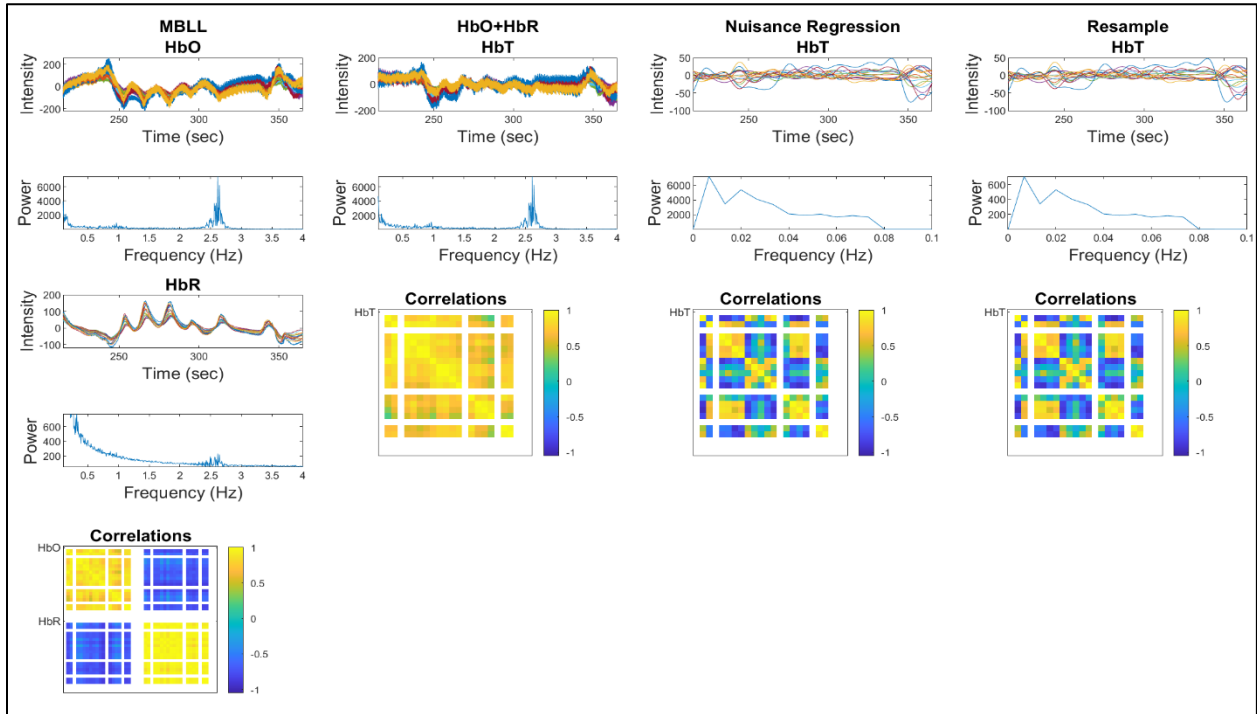 MBLL
HbO
Intensity
200
0
-200
250
300
350
Time (sec)
Power
6000
4000
2000
0.5
1
1.5
2
2.5
3
3.5
4
Frequency (Hz)
HbR
Intensity
200
100
0
-100
250
300
350
Time (sec)
Power
600
400
200
0.5
1
1.5
2
2.5
3
3.5
4
Frequency (Hz)
Correlations
HbO
HbR
1
0.5
0
-0.5
-1
HbO+HbR
HbT
Intensity
200
0
-200
250
300
350
Time (sec)
Power
6000
4000
2000
0.5
1
1.5
2
2.5
3
3.5
4
Frequency (Hz)
Correlations
HbT
1
0.5
0
-0.5
-1
Nuisance Regression
HbT
Intensity
50
0
-50
-100
250
300
350
Time (sec)
Power
6000
4000
2000
0
0.02
0.04
0.06
0.08
0.1
Frequency (Hz)
Correlations
HbT
1
0.5
0
-0.5
-1
Resample
HbT
Intensity
50
0
-50
-100
250
300
350
Time (sec)
Power
600
400
200
0
0
0.02
0.04
0.06
0.08
0.1
Frequency (Hz)
Correlations
HbT
1
0.5
0
-0.5
-1